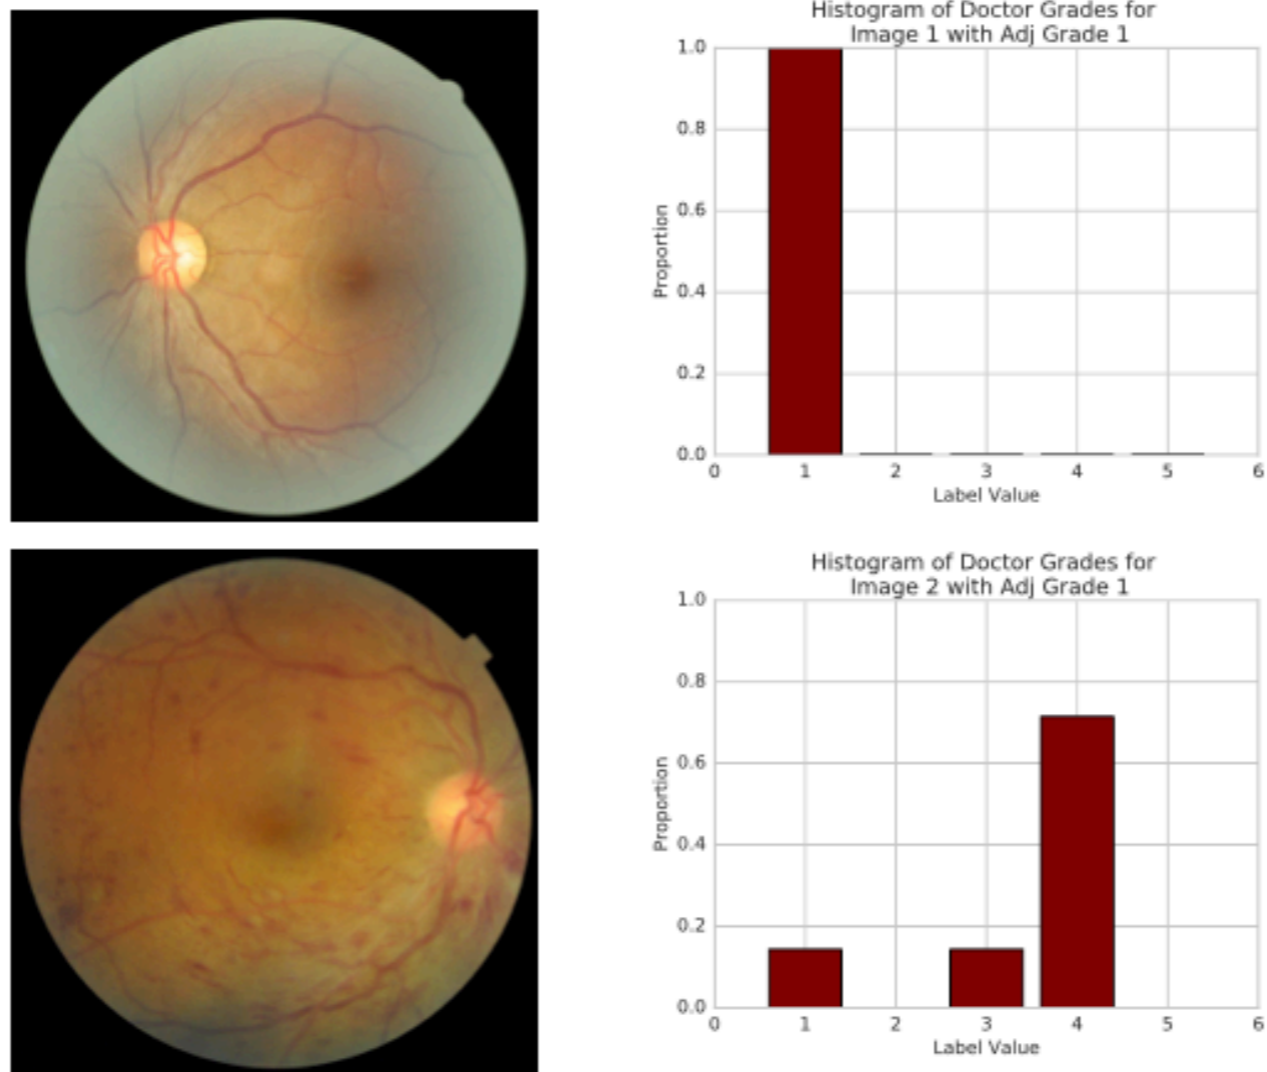 Histogram of Doctor Grades for
Image 1 with Adj Grade 1
1.0
0.8
0.6
0.4
0.2
0.0
Proportion
0 1 2 3 4 5 6
Label Value
Histogram of Doctor Grades for
Image 2 with Adj Grade 1
1.0
0.8
0.6
0.4
0.2
0.0
Proportion
0 1 2 3 4 5 6
Label Value